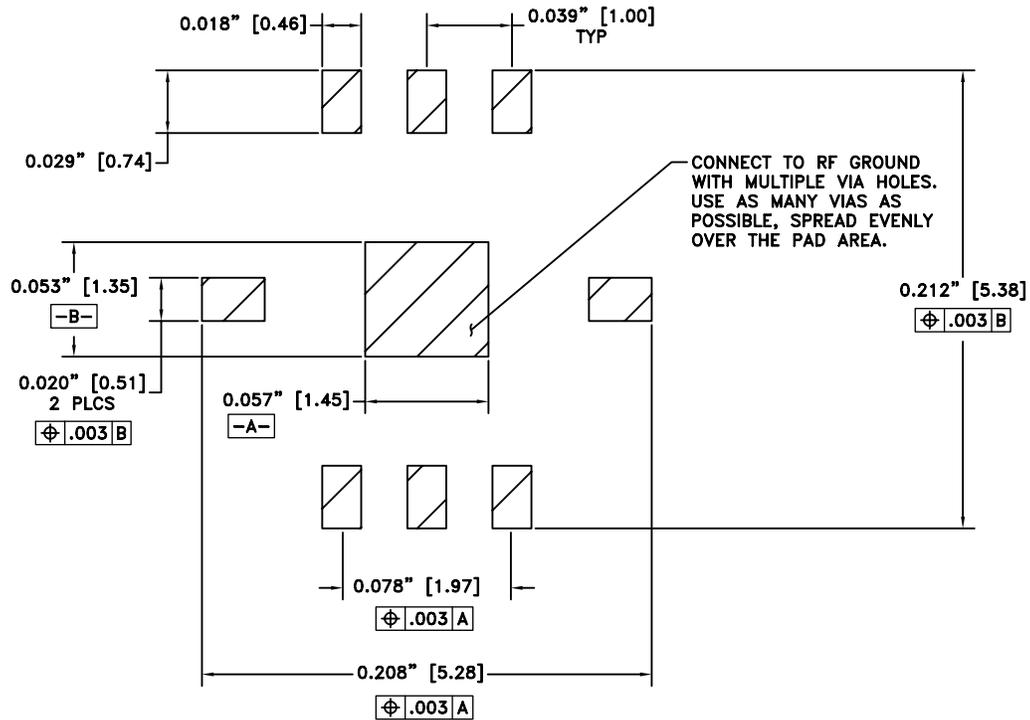 0.018” [0.46]
0.039” [1.00]
TYP
0.029” [0.74]
CONNECT TO RF GROUND
WITH MULTIPLE VIA HOLES.
USE AS MANY VIAS AS
POSSIBLE, SPREAD EVENLY
OVER THE PAD AREA.
0.053” [1.35]
-B-
0.212” [5.38]
⌖ .003 B
0.020” [0.51]
2 PLCS
⌖ .003 B
0.057” [1.45]
-A-
0.078” [1.97]
⌖ .003 A
0.208” [5.28]
⌖ .003 A